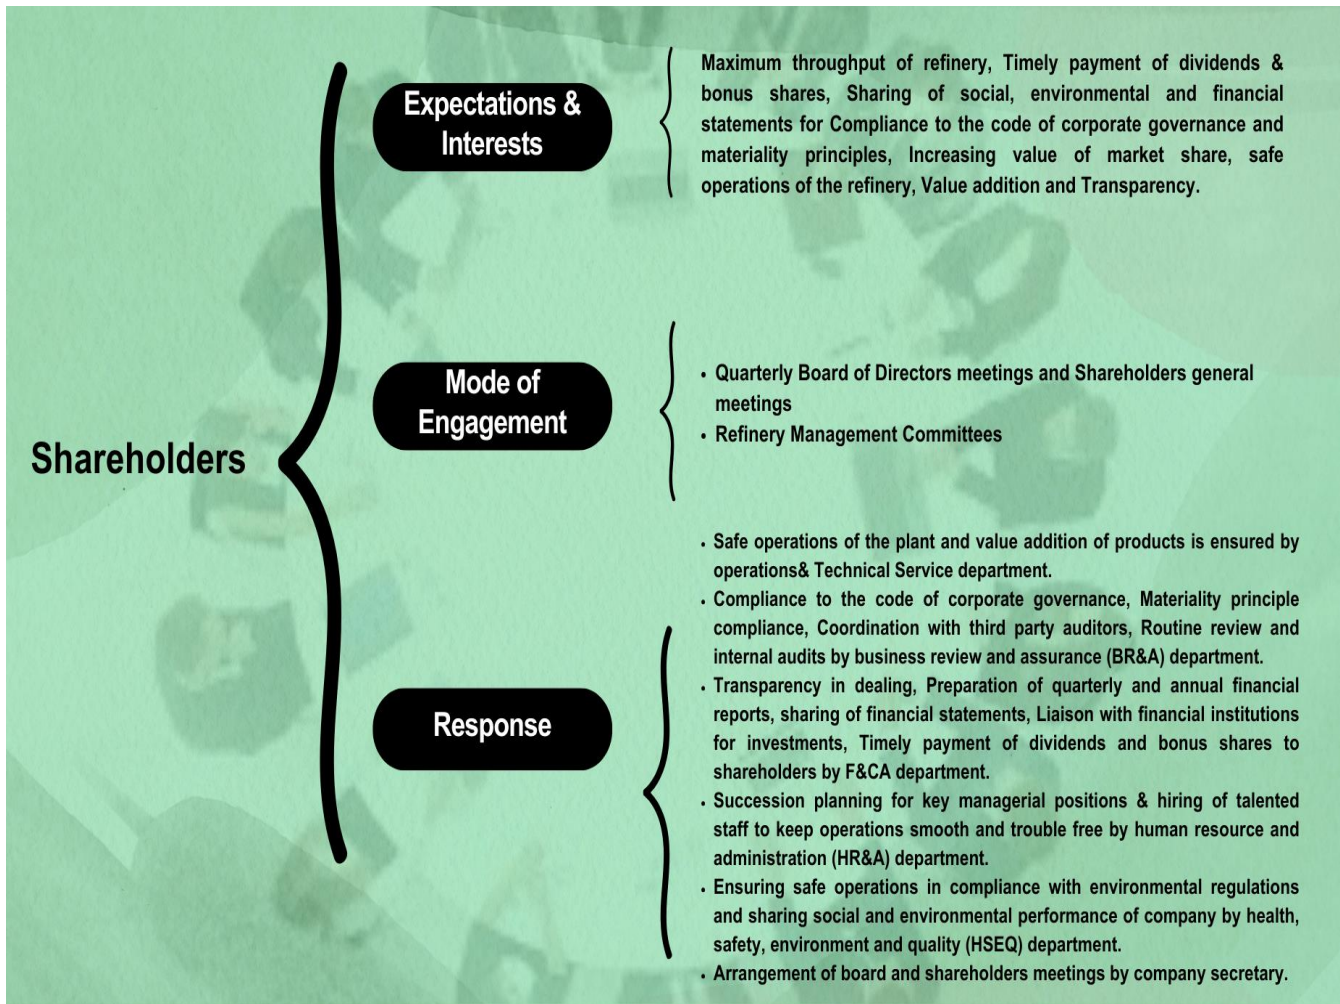 Shareholders
Expectations &
Interests
Maximum throughput of refinery, Timely payment of dividends &
bonus shares, Sharing of social, environmental and financial
statements for Compliance to the code of corporate governance and
materiality principles, Increasing value of market share, safe
operations of the refinery, Value addition and Transparency.
Mode of
Engagement
• Quarterly Board of Directors meetings and Shareholders general
meetings
• Refinery Management Committees
Response
• Safe operations of the plant and value addition of products is ensured by
operations& Technical Service department.
• Compliance to the code of corporate governance, Materiality principle
compliance, Coordination with third party auditors, Routine review and
internal audits by business review and assurance (BR&A) department.
• Transparency in dealing, Preparation of quarterly and annual financial
reports, sharing of financial statements, Liaison with financial institutions
for investments, Timely payment of dividends and bonus shares to
shareholders by F&CA department.
• Succession planning for key managerial positions & hiring of talented
staff to keep operations smooth and trouble free by human resource and
administration (HR&A) department.
• Ensuring safe operations in compliance with environmental regulations
and sharing social and environmental performance of company by health,
safety, environment and quality (HSEQ) department.
• Arrangement of board and shareholders meetings by company secretary.